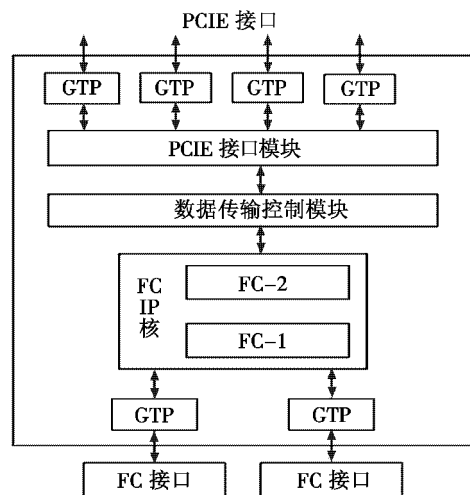 PCIE 接口
GTP GTP GTP GTP
PCIE 接口模块
数据传输控制模块
FC
IP
核
FC-2
FC-1
GTP GTP
FC 接口 FC 接口